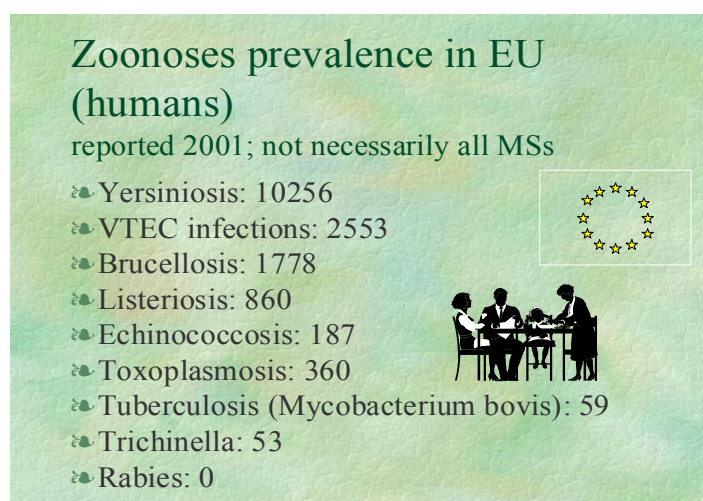 Zoonoses prevalence in EU
(humans)
reported 2001; not necessarily all MSs
Yersiniosis: 10256
VTEC infections: 2553
Brucellosis: 1778
Listeriosis: 860
Echinococcosis: 187
Toxoplasmosis: 360
Tuberculosis (Mycobacterium bovis): 59
Trichinella: 53
Rabies: 0